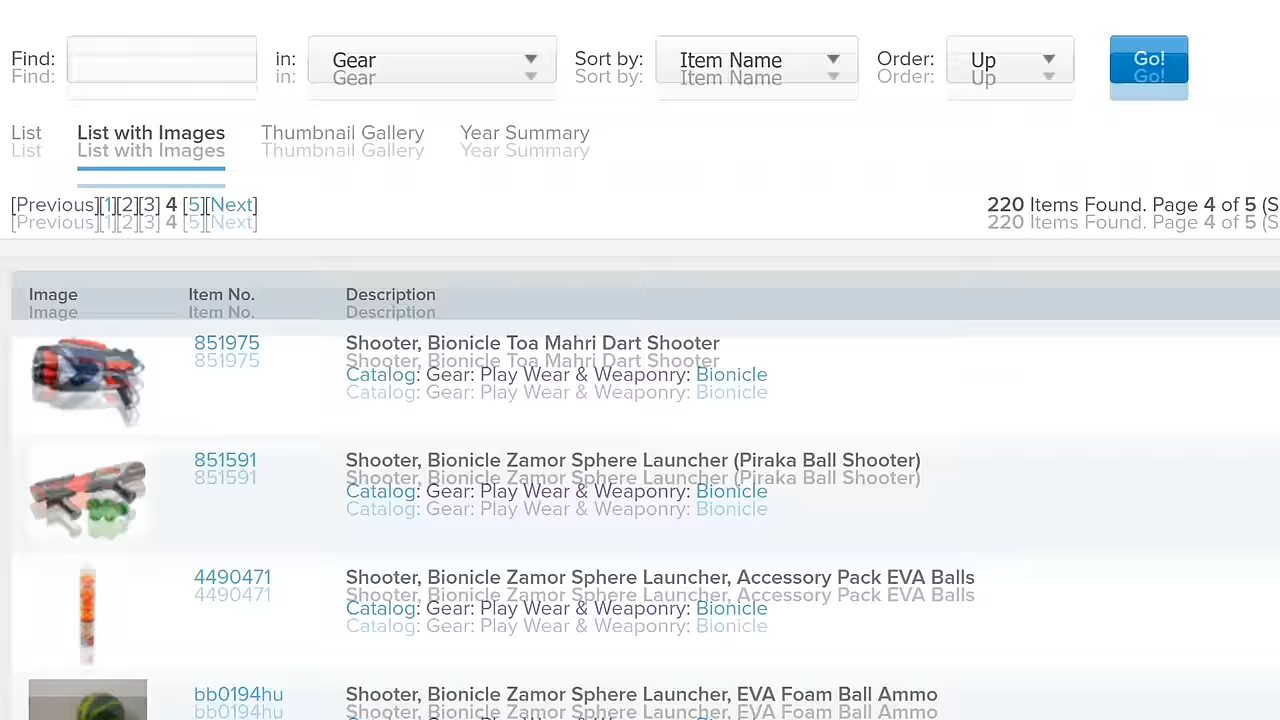 Find: in: Gear Sort by: Item Name Order: Up Go!
List List with Images Thumbnail Gallery Year Summary
[Previous][1][2][3] 4 [5][Next] 220 Items Found. Page 4 of 5 (S
Image Item No. Description
851975 Shooter, Bionicle Toa Mahri Dart Shooter
Catalog: Gear: Play Wear & Weaponry: Bionicle
851591 Shooter, Bionicle Zamor Sphere Launcher (Piraka Ball Shooter)
Catalog: Gear: Play Wear & Weaponry: Bionicle
4490471 Shooter, Bionicle Zamor Sphere Launcher, Accessory Pack EVA Balls
Catalog: Gear: Play Wear & Weaponry: Bionicle
bb0194hu Shooter, Bionicle Zamor Sphere Launcher, EVA Foam Ball Ammo